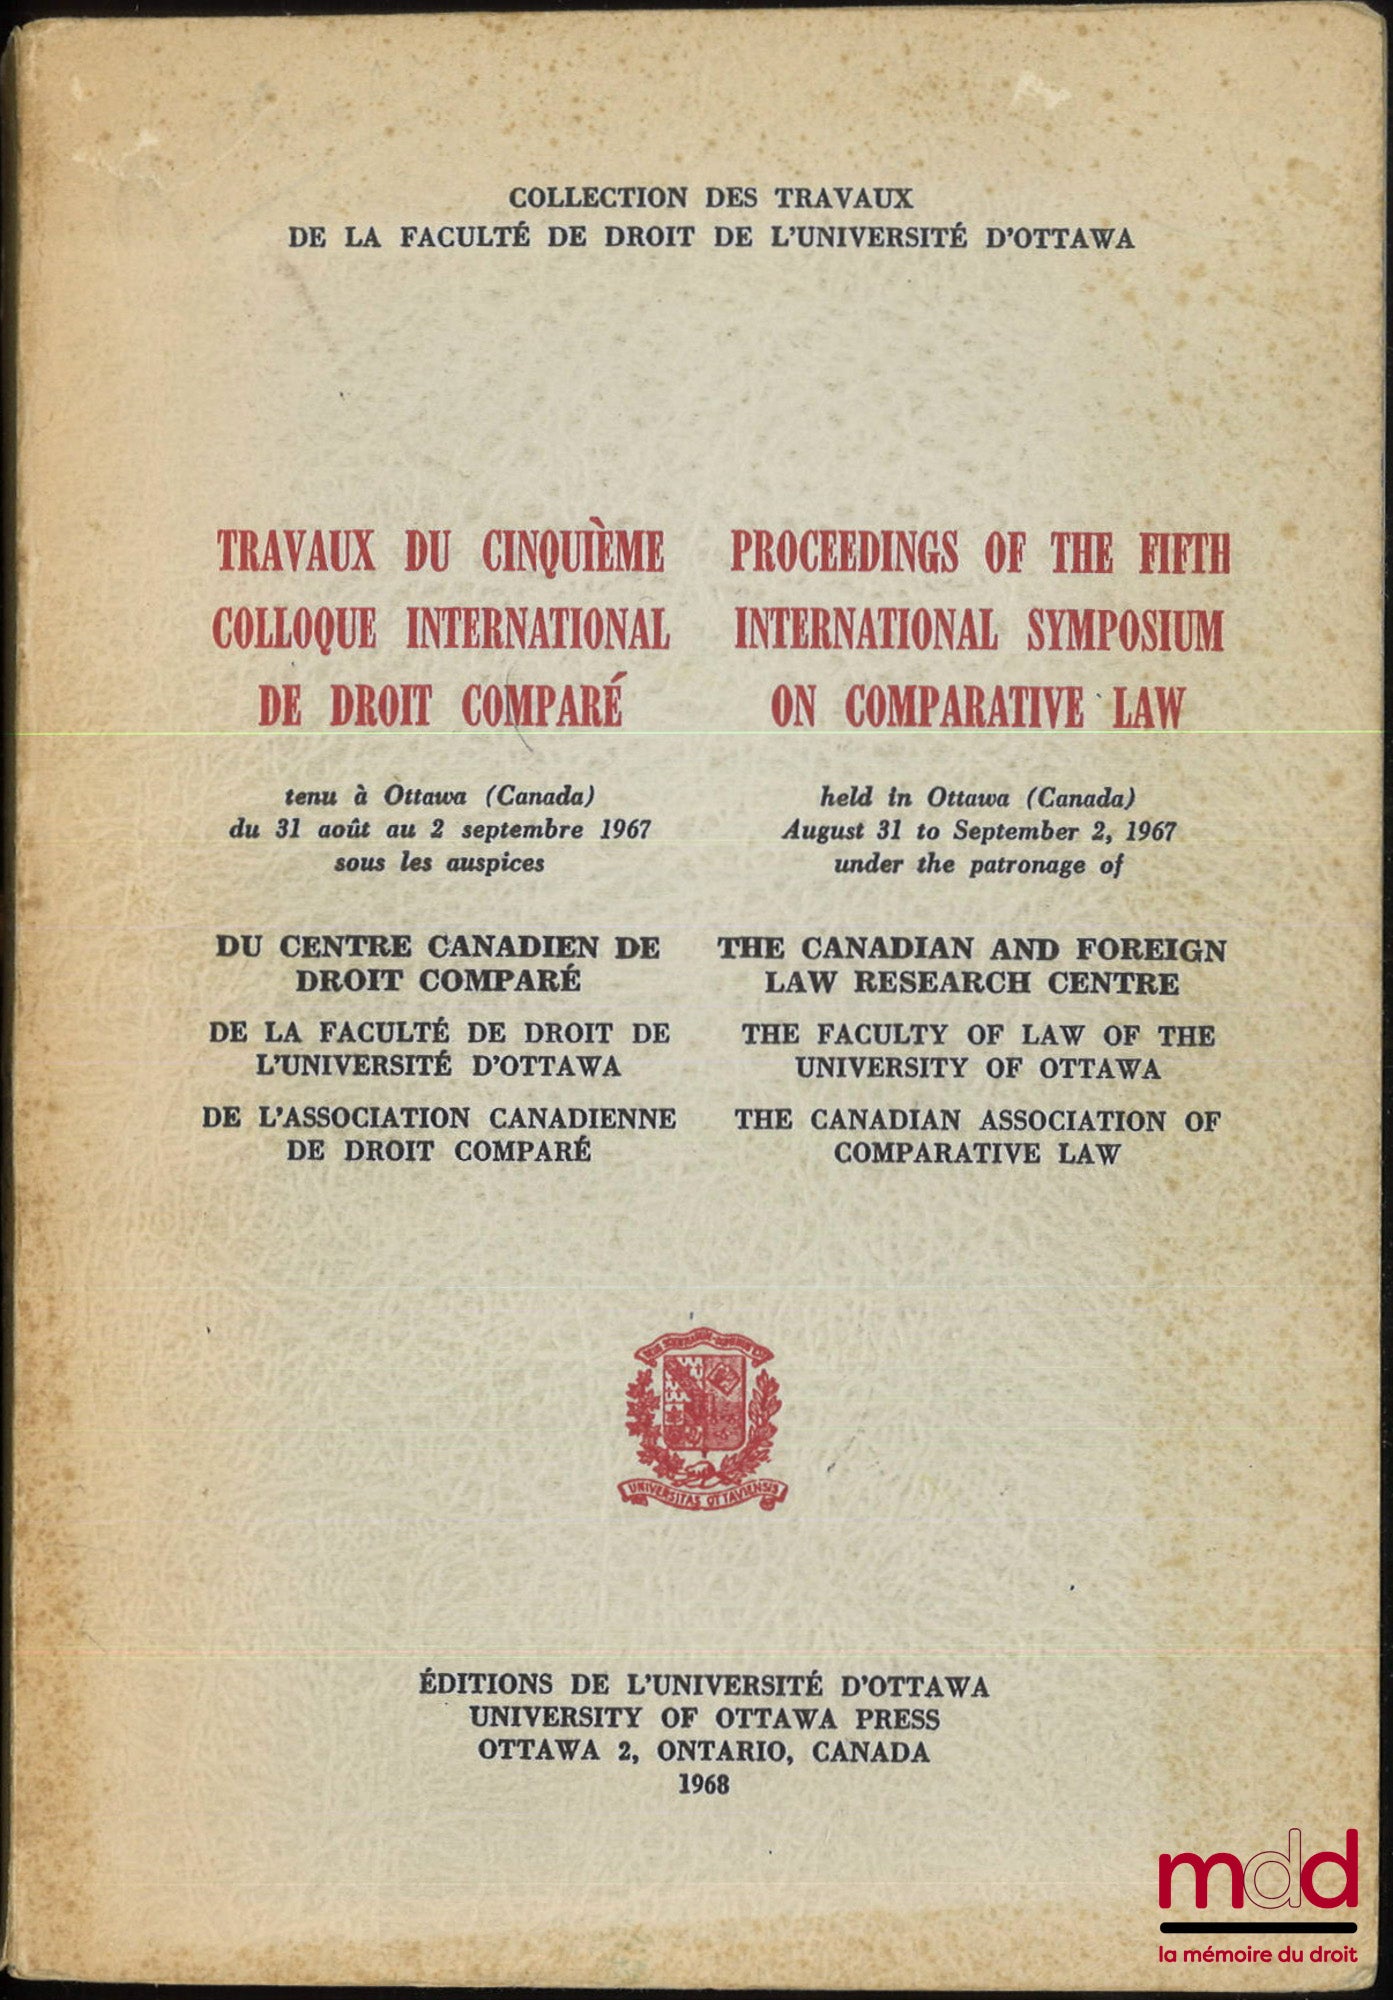 COLLECTION DES TRAVAUX
DE LA FACULTÉ DE DROIT DE L'UNIVERSITÉ D'OTTAWA
TRAVAUX DU CINQUIÈME
COLLOQUE INTERNATIONAL
DE DROIT COMPARÉ
tenu à Ottawa (Canada)
du 31 août au 2 septembre 1967
sous les auspices
DU CENTRE CANADIEN DE
DROIT COMPARÉ
DE LA FACULTÉ DE DROIT DE
L'UNIVERSITÉ D'OTTAWA
DE L'ASSOCIATION CANADIENNE
DE DROIT COMPARÉ
PROCEEDINGS OF THE FIFTH
INTERNATIONAL SYMPOSIUM
ON COMPARATIVE LAW
held in Ottawa (Canada)
August 31 to September 2, 1967
under the patronage of
THE CANADIAN AND FOREIGN
LAW RESEARCH CENTRE
THE FACULTY OF LAW OF THE
UNIVERSITY OF OTTAWA
THE CANADIAN ASSOCIATION OF
COMPARATIVE LAW
UNIVERSITAS OTTAVIENSIS
ÉDITIONS DE L'UNIVERSITÉ D'OTTAWA
UNIVERSITY OF OTTAWA PRESS
OTTAWA 2, ONTARIO, CANADA
1968
mdd
la mémoire du droit